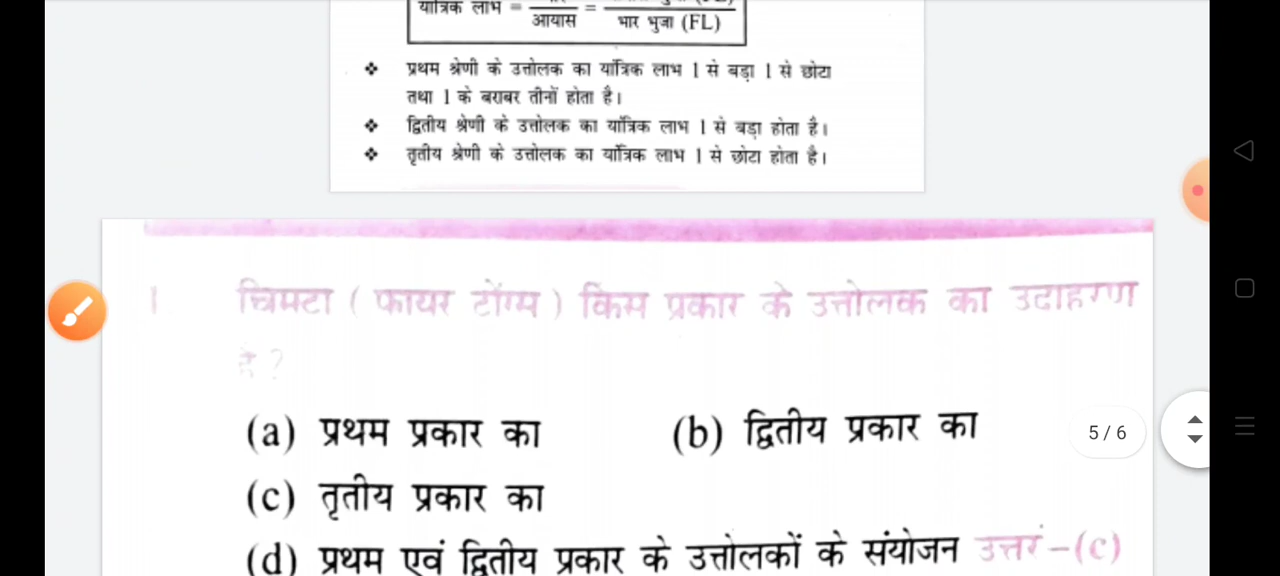 यांत्रिक लाभ = आयास = भार भुजा (FL)
❖ प्रथम श्रेणी के उत्तोलक का यांत्रिक लाभ 1 से बड़ा 1 से छोटा
तथा 1 के बराबर तीनों होता है।
❖ द्वितीय श्रेणी के उत्तोलक का यांत्रिक लाभ 1 से बड़ा होता है।
❖ तृतीय श्रेणी के उत्तोलक का यांत्रिक लाभ 1 से छोटा होता है।
1 चिमटा ( फायर टोंग्स ) किस प्रकार के उत्तोलक का उदाहरण
है ?
(a) प्रथम प्रकार का (b) द्वितीय प्रकार का
5 / 6
(c) तृतीय प्रकार का
(d) प्रथम एवं द्वितीय प्रकार के उत्तोलकों के संयोजन उत्तर–(c)